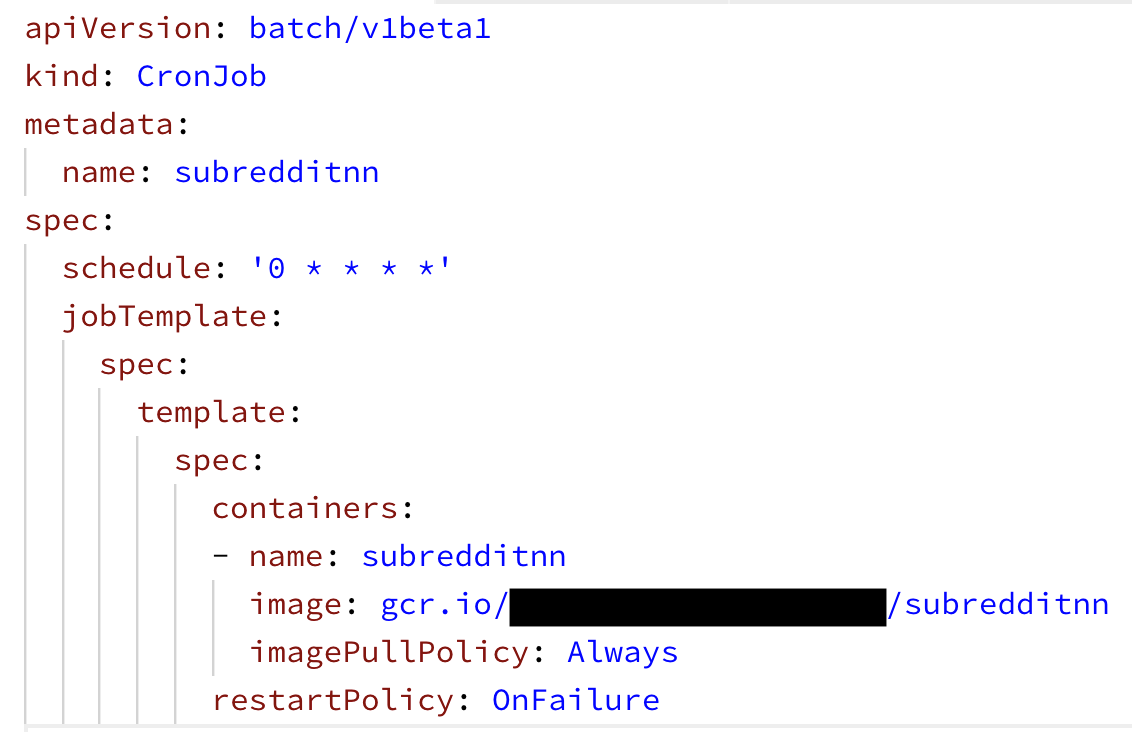 apiVersion: batch/v1beta1
kind: CronJob
metadata:
  name: subredditnn
spec:
  schedule: '0 * * * *'
  jobTemplate:
    spec:
      template:
        spec:
          containers:
          - name: subredditnn
            image: gcr.io/ /subredditnn
            imagePullPolicy: Always
          restartPolicy: OnFailure